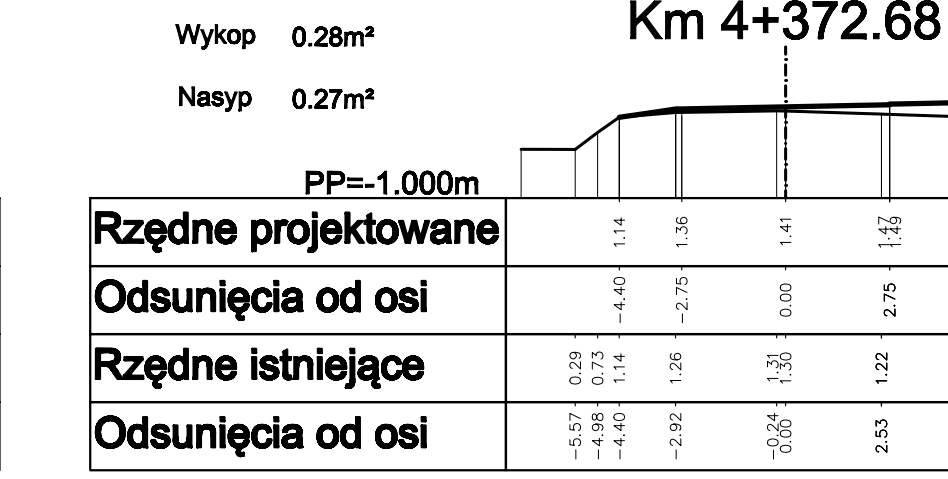 Km 4+372.68
Wykop 0.28m²
Nasyp 0.27m²
PP=-1.000m
Rzędne projektowane 1.14 1.36 1.41 1.47 1.49
Odsunięcia od osi -4.40 -2.75 0.00 2.75
Rzędne istniejące 0.29 0.73 1.14 1.26 1.31 1.30 1.22
Odsunięcia od osi -5.57 -4.98 -4.40 -2.92 -0.24 0.00 2.53